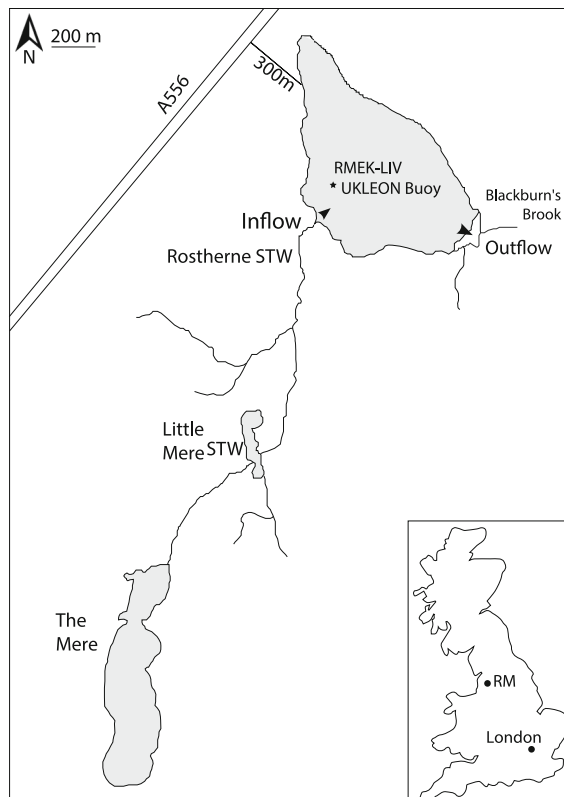 200 m
N
A556
300m
RMEK-LIV
UKLEON Buoy
Blackburn's
Brook
Inflow
Outflow
Rostherne STW
Little
Mere STW
The
Mere
RM
London